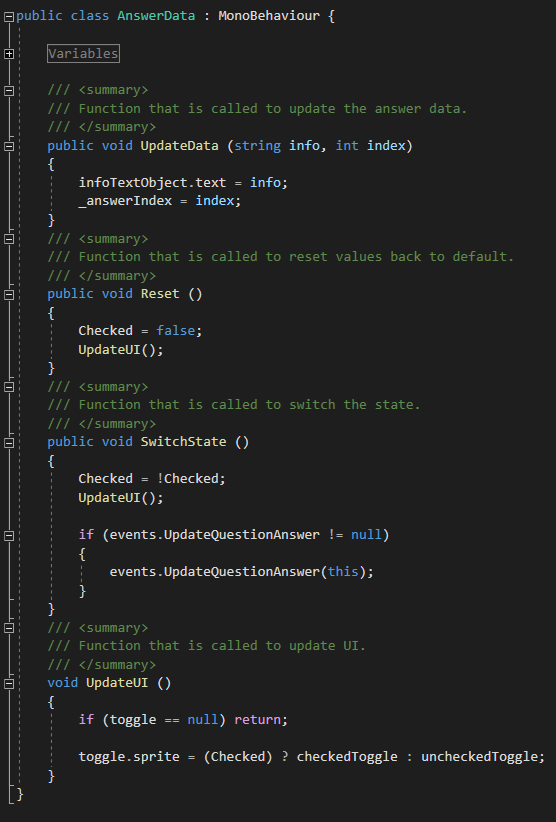 public class AnswerData : MonoBehaviour {
Variables
/// <summary>
/// Function that is called to update the answer data.
/// </summary>
public void UpdateData (string info, int index)
{
infoTextObject.text = info;
_answerIndex = index;
}
/// <summary>
/// Function that is called to reset values back to default.
/// </summary>
public void Reset ()
{
Checked = false;
UpdateUI();
}
/// <summary>
/// Function that is called to switch the state.
/// </summary>
public void SwitchState ()
{
Checked = !Checked;
UpdateUI();
if (events.UpdateQuestionAnswer != null)
{
events.UpdateQuestionAnswer(this);
}
}
/// <summary>
/// Function that is called to update UI.
/// </summary>
void UpdateUI ()
{
if (toggle == null) return;
toggle.sprite = (Checked) ? checkedToggle : uncheckedToggle;
}
}